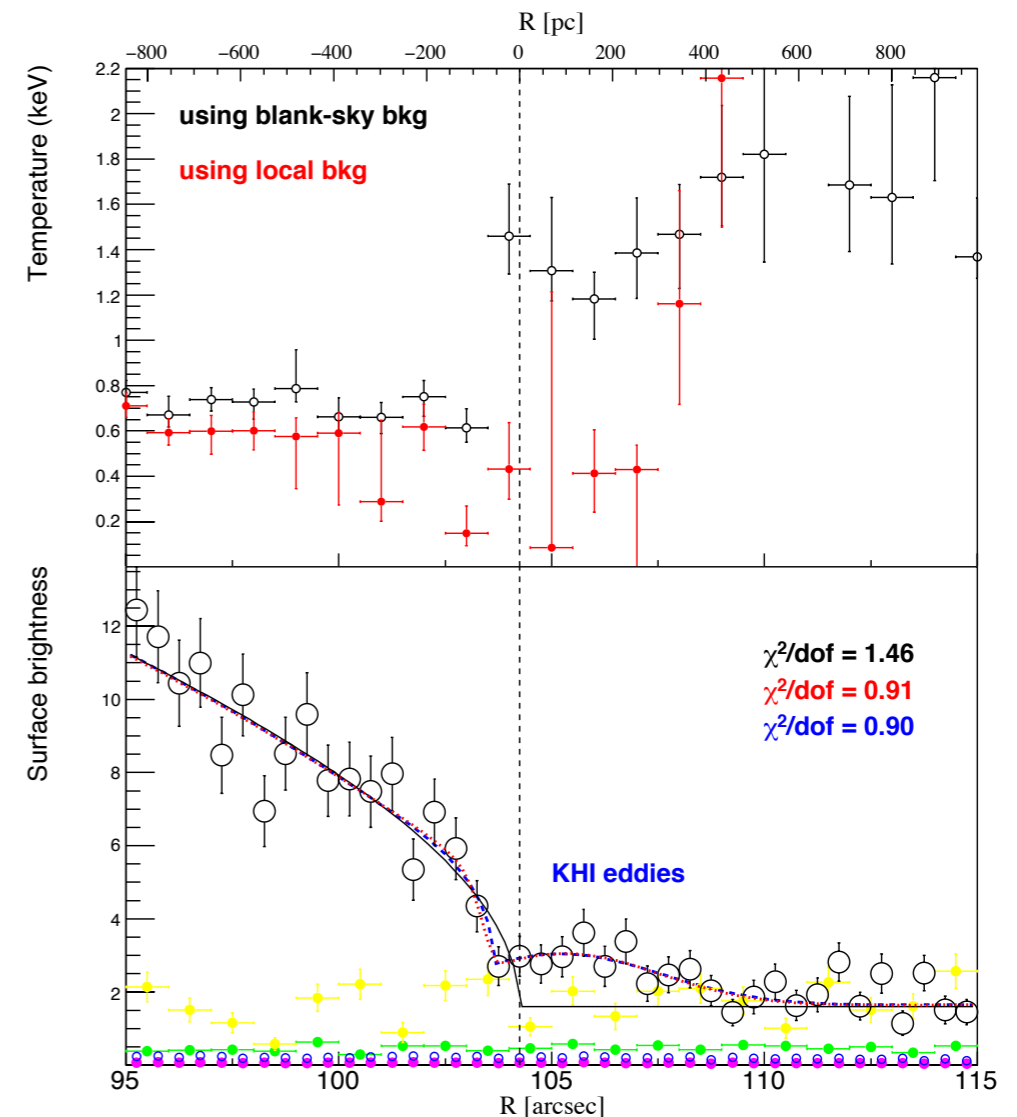 R [pc]
−800 −600 −400 −200 0 200 400 600 800
Temperature (keV)
2.2
2
1.8
1.6
1.4
1.2
1
0.8
0.6
0.4
0.2
using blank-sky bkg
using local bkg
Surface brightness
12
10
8
6
4
2
χ²/dof = 1.46
χ²/dof = 0.91
χ²/dof = 0.90
KHI eddies
95 100 105 110 115
R [arcsec]